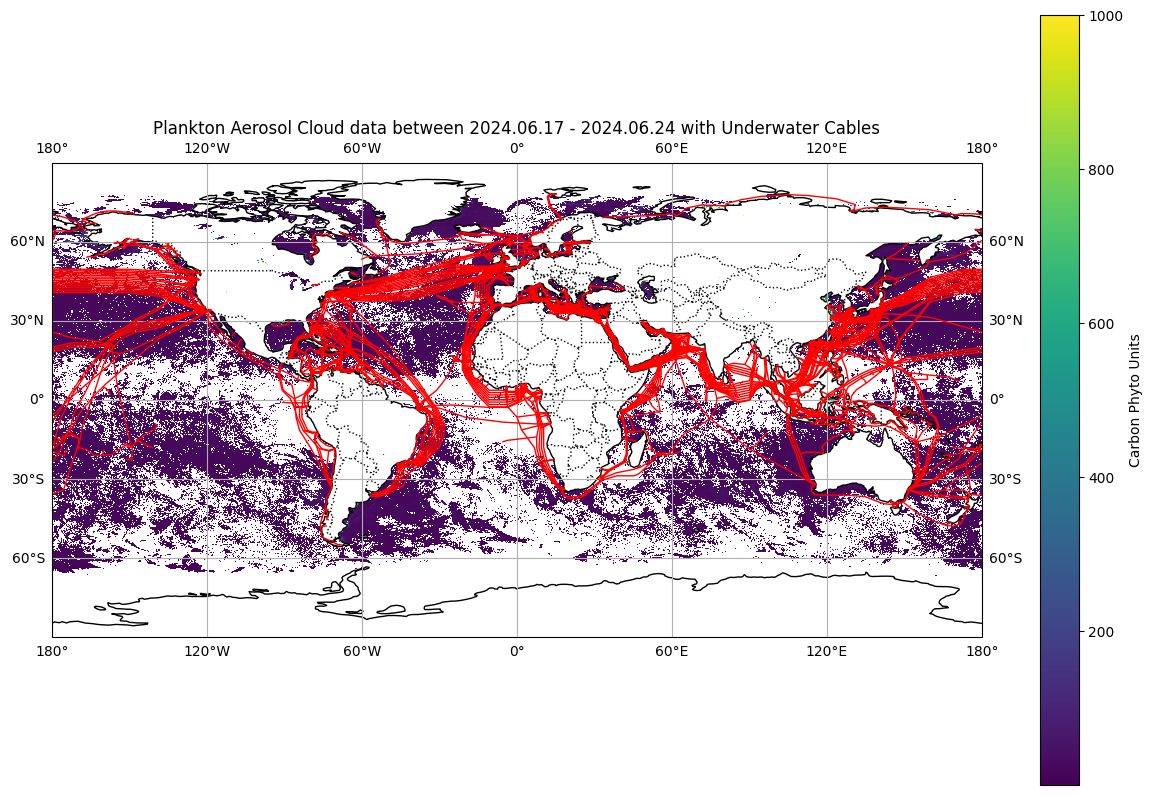 Plankton Aerosol Cloud data between 2024.06.17 - 2024.06.24 with Underwater Cables
180° 120°W 60°W 0° 60°E 120°E 180°
60°N 60°N
30°N 30°N
0° 0°
30°S 30°S
60°S 60°S
180° 120°W 60°W 0° 60°E 120°E 180°
1000
800
600
400
200
Carbon Phyto Units